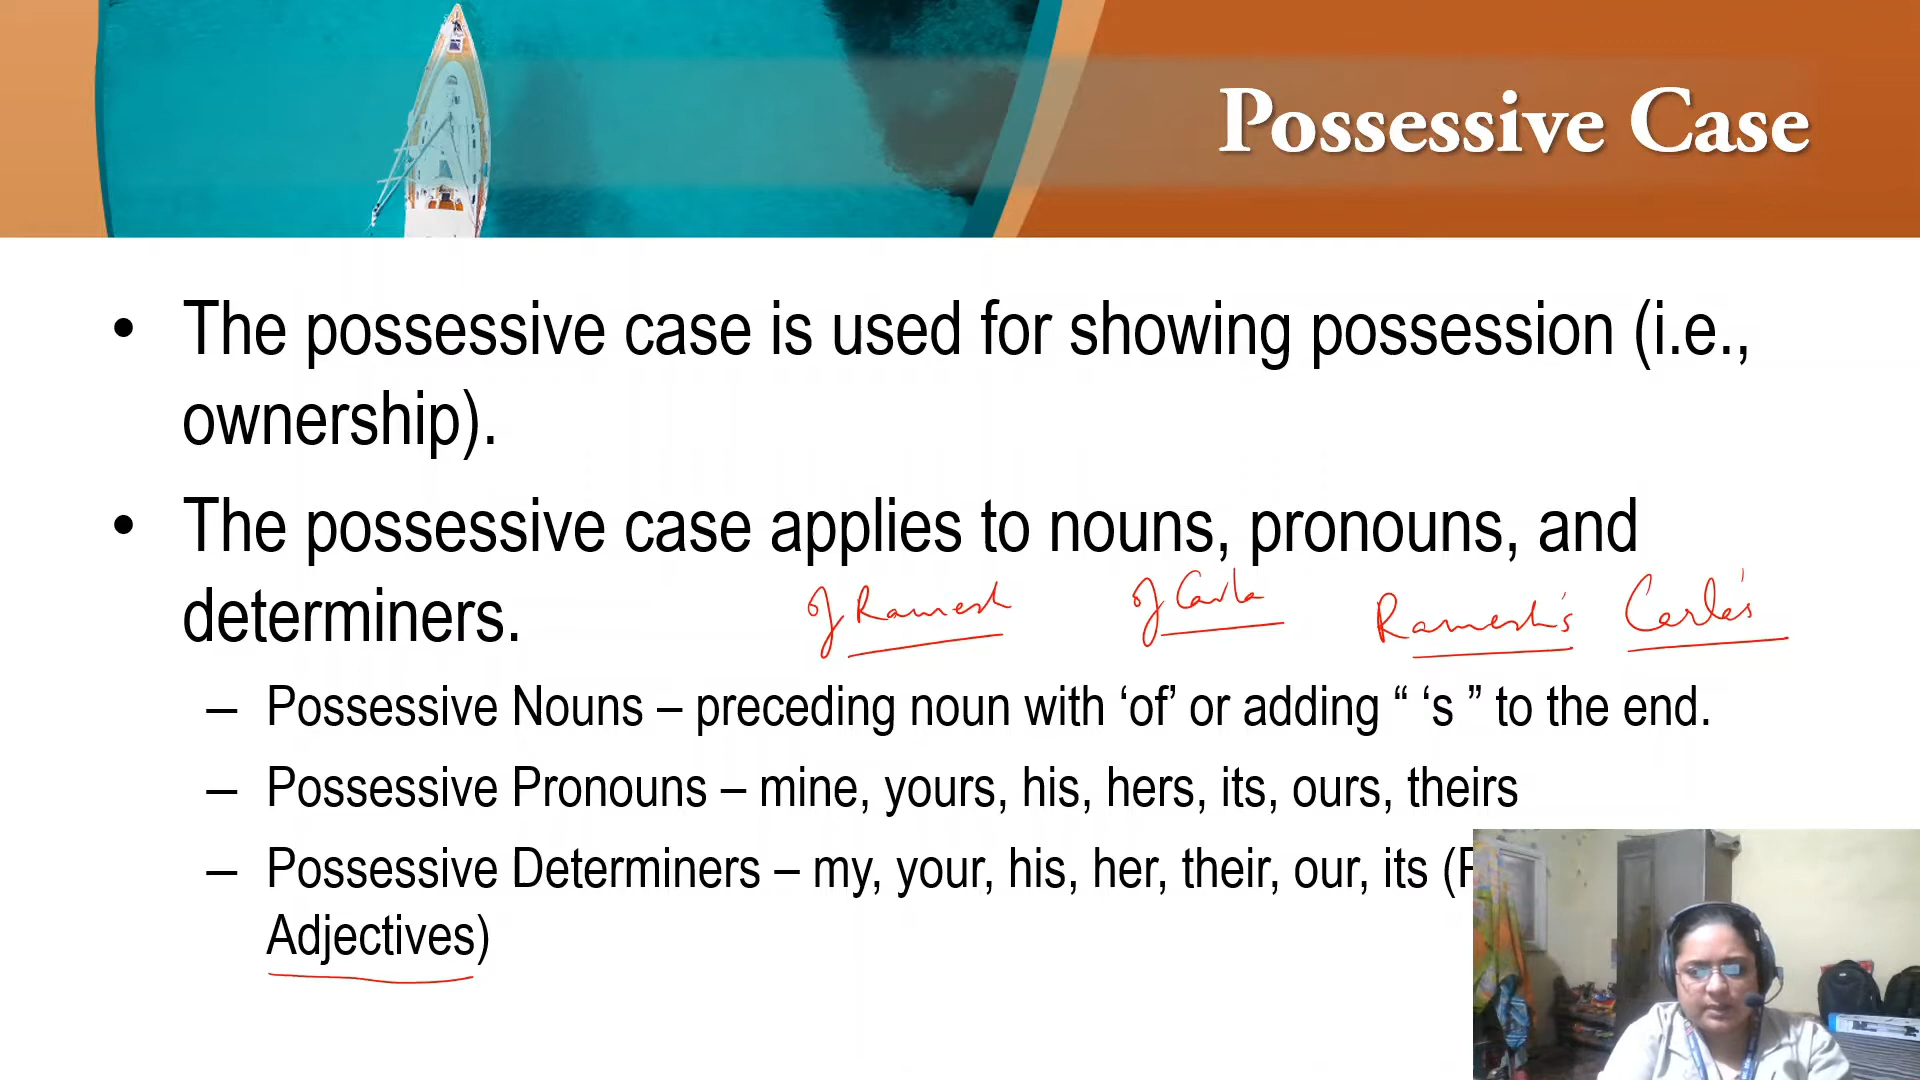 Possessive Case
• The possessive case is used for showing possession (i.e.,
ownership).
• The possessive case applies to nouns, pronouns, and
determiners.
of Ramesh of Carla Ramesh's Carla's
– Possessive Nouns – preceding noun with ‘of’ or adding “ ‘s ” to the end.
– Possessive Pronouns – mine, yours, his, hers, its, ours, theirs
– Possessive Determiners – my, your, his, her, their, our, its (
Adjectives)